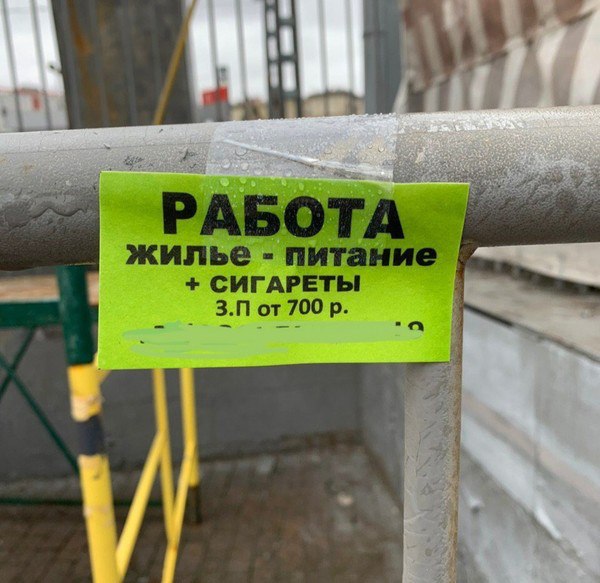 РАБОТА
жилье - питание
+ СИГАРЕТЫ
З.П от 700 р.